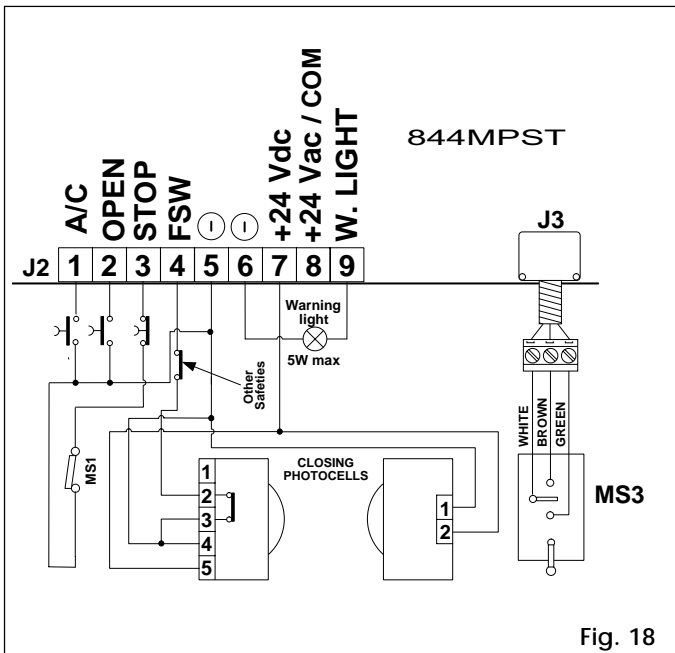 844MPST
A/C
OPEN
STOP
FSW
−
−
+24 Vdc
+24 Vac / COM
W. LIGHT
J3
J2 1 2 3 4 5 6 7 8 9
Warning
light
5W max
Other
Safeties
WHITE
BROWN
GREEN
MS1
CLOSING
PHOTOCELLS
MS3
1
2
3
4
5
1
2
Fig. 18